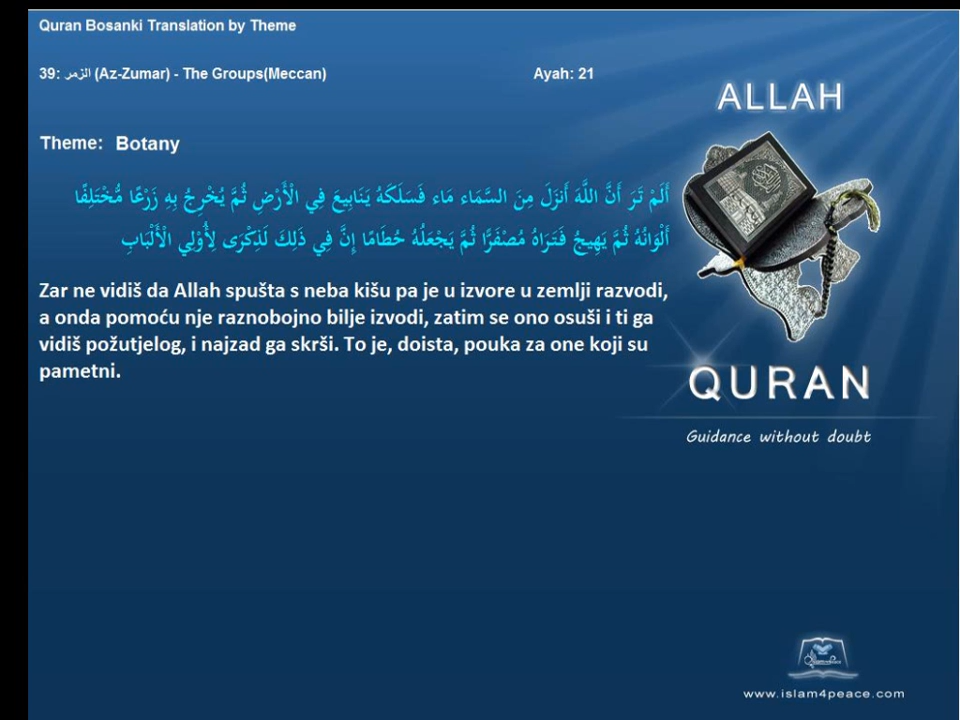 Quran Bosanki Translation by Theme
39: الزمر (Az-Zumar) - The Groups(Meccan) Ayah: 21
ALLAH
Theme: Botany
أَلَمْ تَرَ أَنَّ اللَّهَ أَنزَلَ مِنَ السَّمَاء مَاء فَسَلَكَهُ يَنَابِيعَ فِي الْأَرْضِ ثُمَّ يُخْرِجُ بِهِ زَرْعًا مُّخْتَلِفًا
أَلْوَانُهُ ثُمَّ يَهِيجُ فَتَرَاهُ مُصْفَرًّا ثُمَّ يَجْعَلُهُ حُطَامًا إِنَّ فِي ذَلِكَ لَذِكْرَى لِأُوْلِي الْأَلْبَابِ
Zar ne vidiš da Allah spušta s neba kišu pa je u izvore u zemlji razvodi,
a onda pomoću nje raznobojno bilje izvodi, zatim se ono osuši i ti ga
vidiš požutjelog, i najzad ga skrši. To je, doista, pouka za one koji su
pametni.
QURAN
Guidance without doubt
www.islam4peace.com